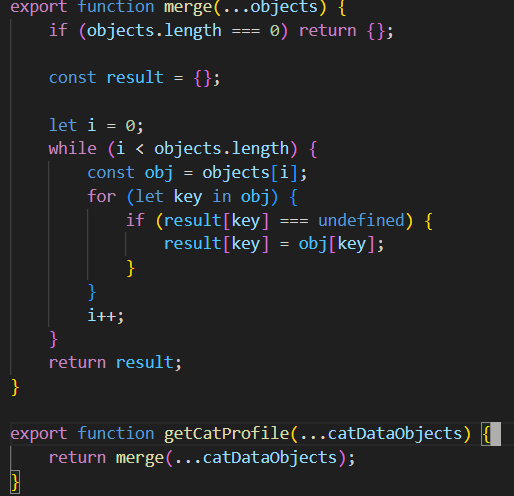 export function merge(...objects) {
    if (objects.length === 0) return {};
    const result = {};
    let i = 0;
    while (i < objects.length) {
        const obj = objects[i];
        for (let key in obj) {
            if (result[key] === undefined) {
                result[key] = obj[key];
            }
        }
        i++;
    }
    return result;
}
export function getCatProfile(...catDataObjects) {
    return merge(...catDataObjects);
}